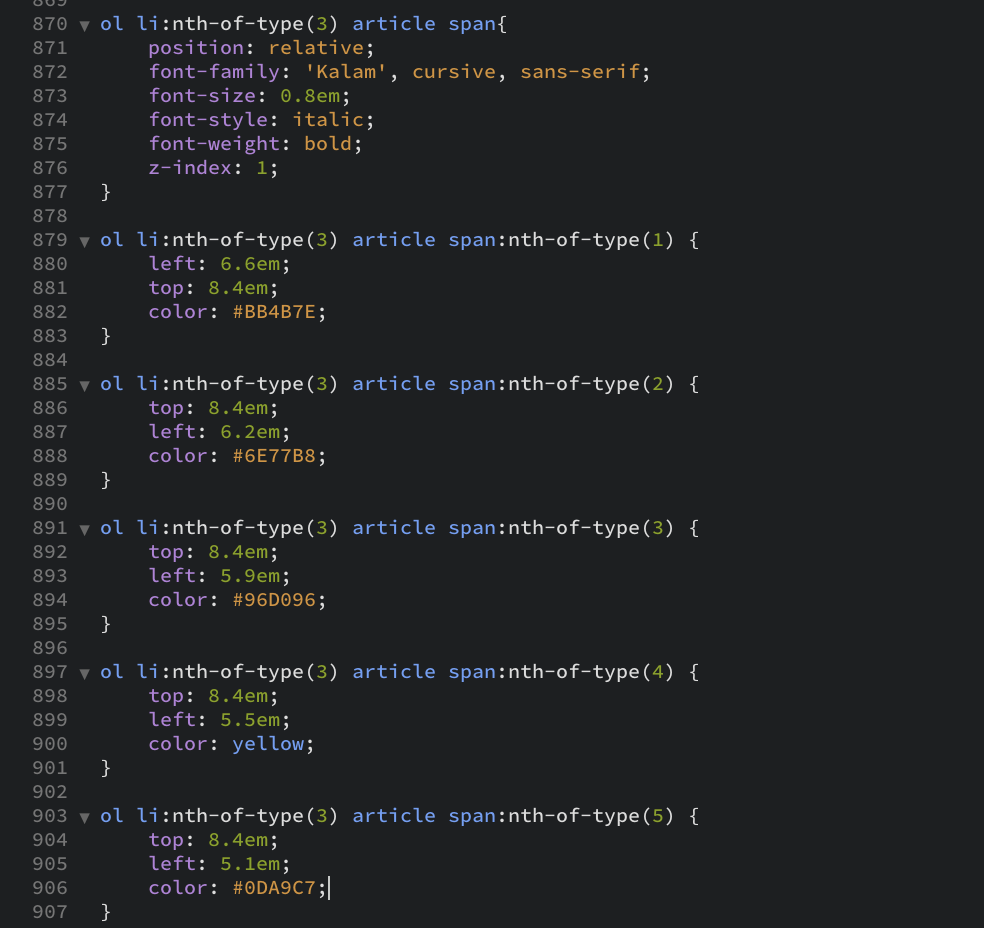 869
870 ▼ ol li:nth-of-type(3) article span{
871 position: relative;
872 font-family: 'Kalam', cursive, sans-serif;
873 font-size: 0.8em;
874 font-style: italic;
875 font-weight: bold;
876 z-index: 1;
877 }
878
879 ▼ ol li:nth-of-type(3) article span:nth-of-type(1) {
880 left: 6.6em;
881 top: 8.4em;
882 color: #BB4B7E;
883 }
884
885 ▼ ol li:nth-of-type(3) article span:nth-of-type(2) {
886 top: 8.4em;
887 left: 6.2em;
888 color: #6E77B8;
889 }
890
891 ▼ ol li:nth-of-type(3) article span:nth-of-type(3) {
892 top: 8.4em;
893 left: 5.9em;
894 color: #96D096;
895 }
896
897 ▼ ol li:nth-of-type(3) article span:nth-of-type(4) {
898 top: 8.4em;
899 left: 5.5em;
900 color: yellow;
901 }
902
903 ▼ ol li:nth-of-type(3) article span:nth-of-type(5) {
904 top: 8.4em;
905 left: 5.1em;
906 color: #0DA9C7;
907 }